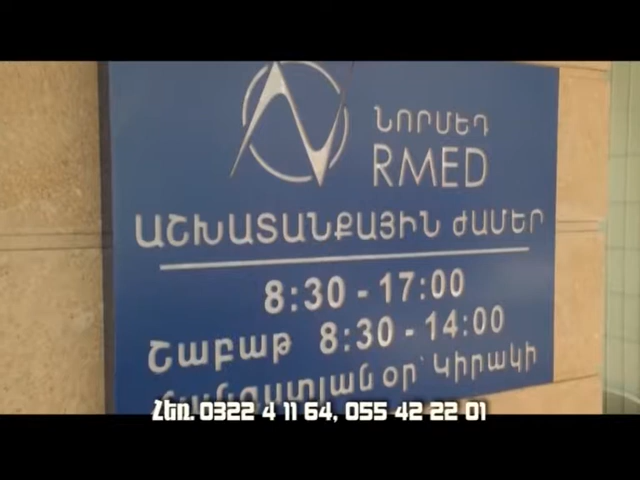 ՆՈՐՄԵԴ
RMED
ԱՇԽԱՏԱՆՔԱՅԻՆ ԺԱՄԵՐ
8:30 - 17:00
Շաբաթ 8:30 - 14:00
Հանգստյան օր՝ Կիրակի
Հեռ. 0322 4 11 64, 055 42 22 01